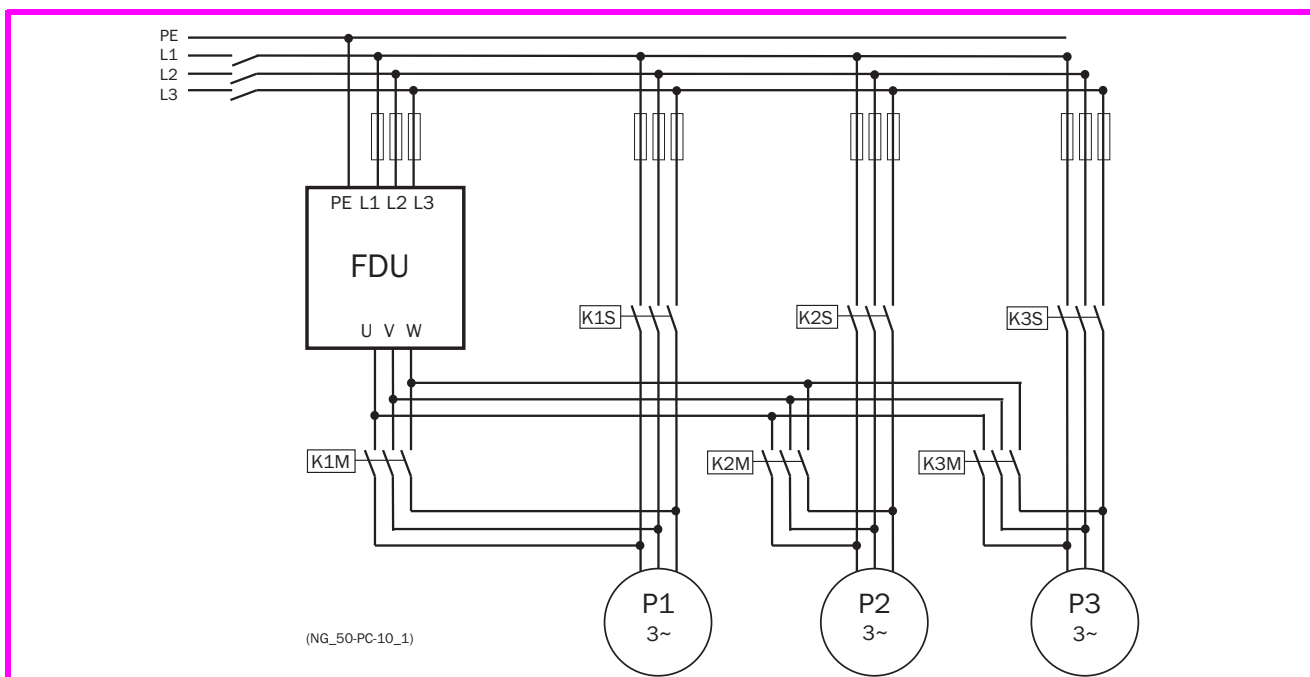 PE
L1
L2
L3
PE L1 L2 L3
FDU
U V W
K1S
K2S
K3S
K1M
K2M
K3M
P1
3~
P2
3~
P3
3~
(NG_50-PC-10_1)